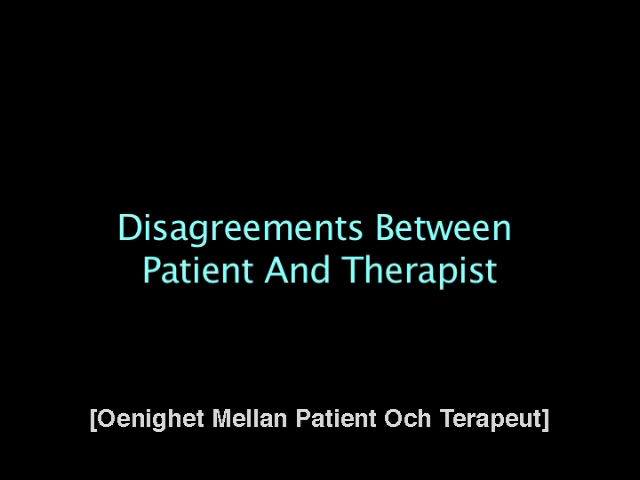 Disagreements Between
Patient And Therapist
[Oenighet Mellan Patient Och Terapeut]